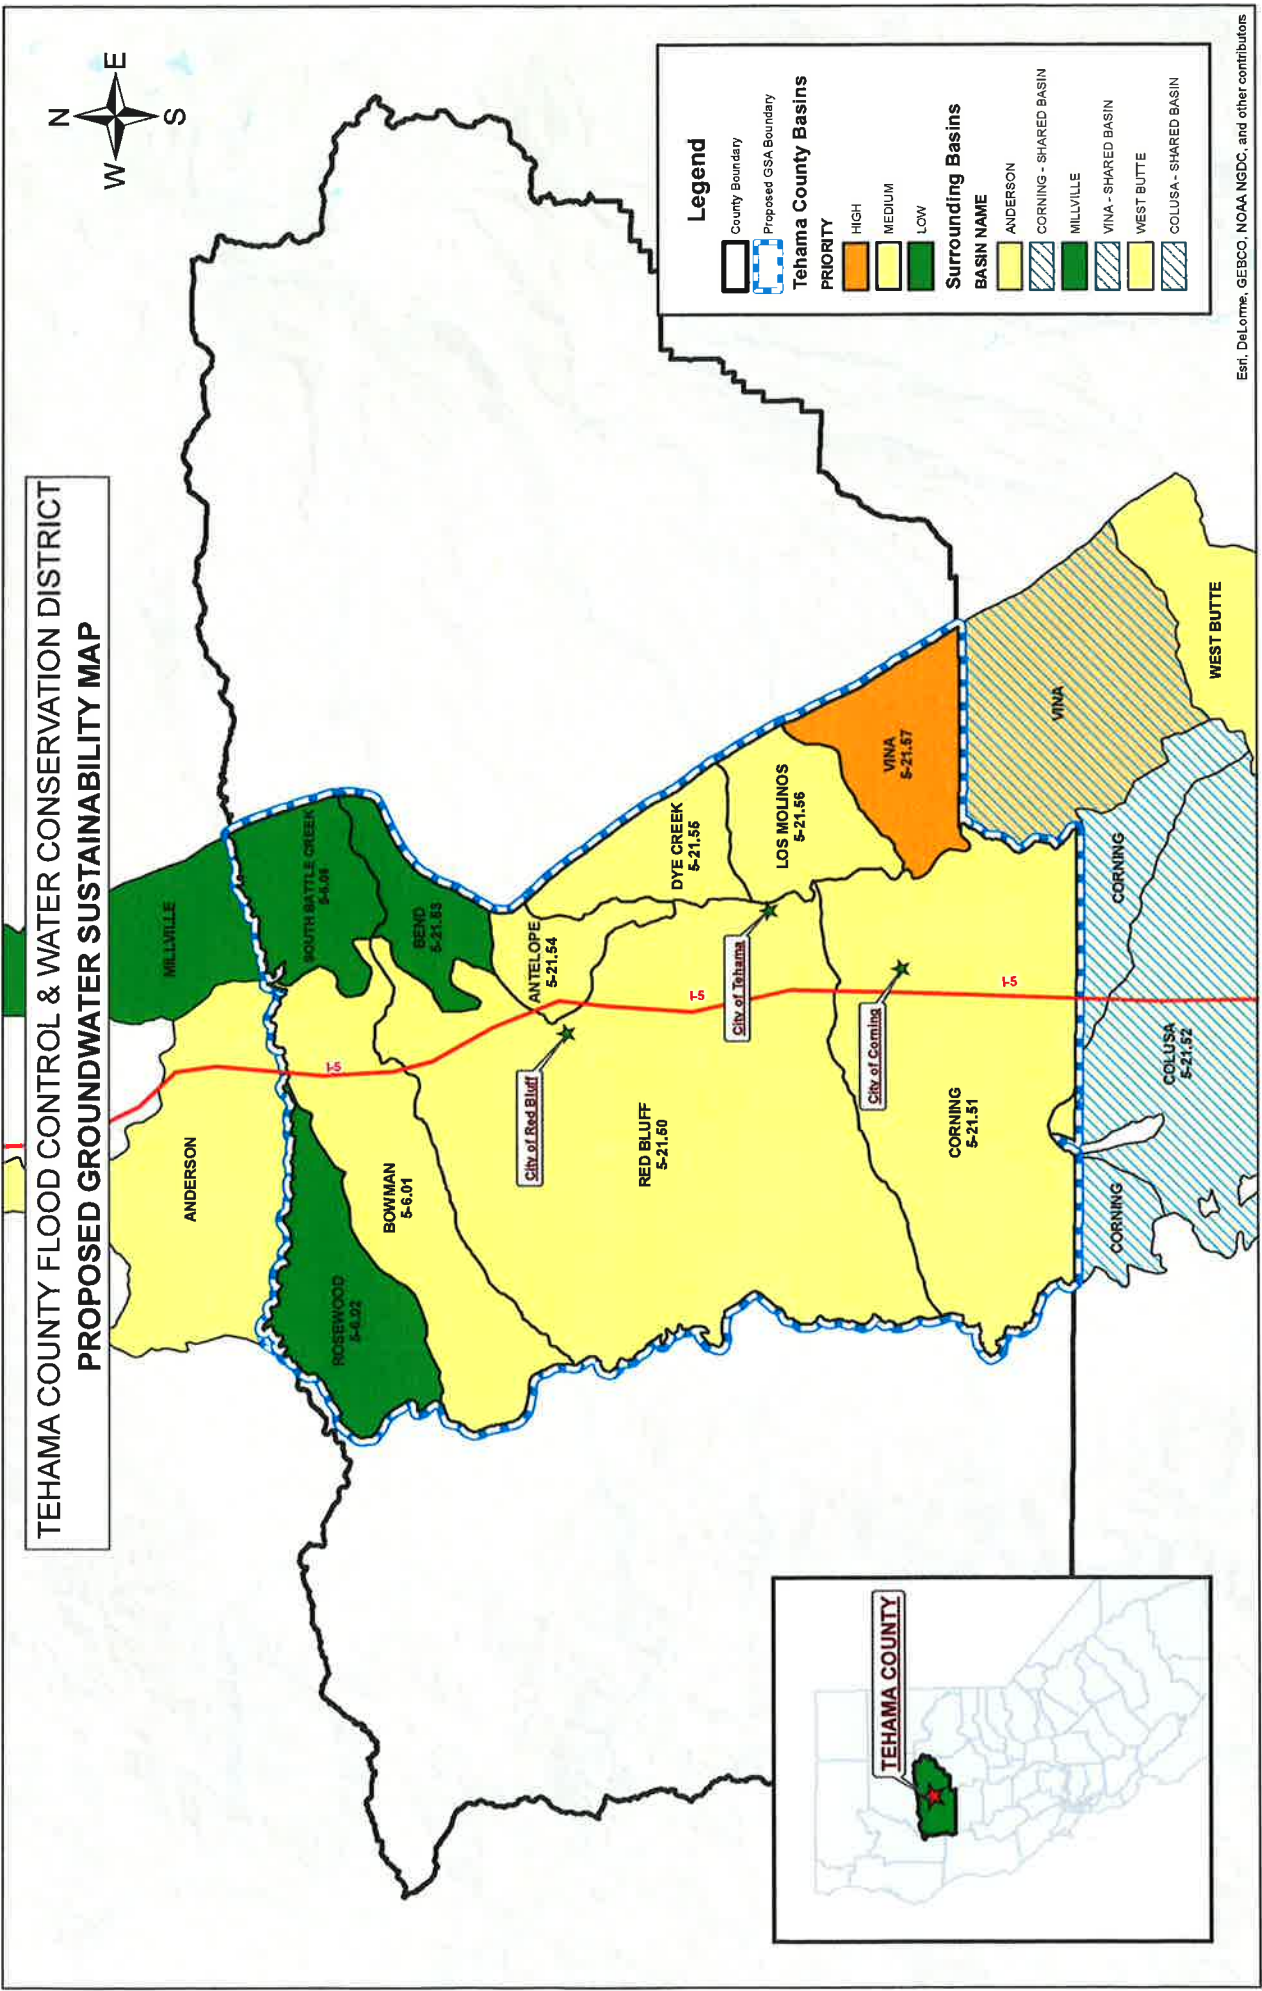 TEHAMA COUNTY FLOOD CONTROL & WATER CONSERVATION DISTRICT
PROPOSED GROUNDWATER SUSTAINABILITY MAP
N
W
E
S
MILLVILLE
ANDERSON
SOUTH BATTLE CREEK
5-6.06
I-5
ROSEWOOD
5-6.02
BOWMAN
5-6.01
BEND
5-21.53
ANTELOPE
5-21.54
City of Red Bluff
I-5
DYE CREEK
5-21.55
RED BLUFF
5-21.50
City of Tehama
LOS MOLINOS
5-21.56
City of Corning
VINA
5-21.57
CORNING
5-21.51
I-5
VINA
CORNING
CORNING
COLUSA
5-21.52
WEST BUTTE
TEHAMA COUNTY
Legend
County Boundary
Proposed GSA Boundary
Tehama County Basins
PRIORITY
HIGH
MEDIUM
LOW
Surrounding Basins
BASIN NAME
ANDERSON
CORNING - SHARED BASIN
MILLVILLE
VINA - SHARED BASIN
WEST BUTTE
COLUSA - SHARED BASIN
Esri, DeLorme, GEBCO, NOAA NGDC, and other contributors